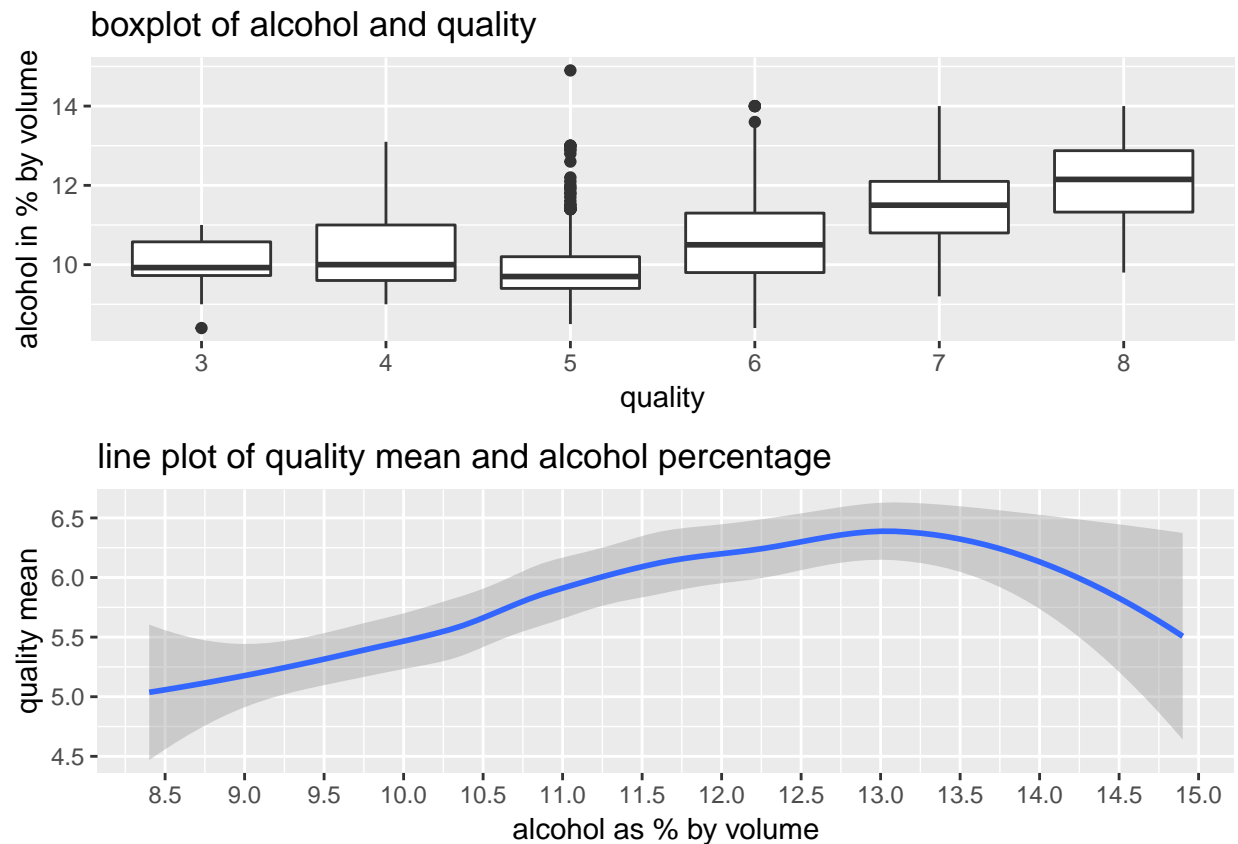 boxplot of alcohol and quality
alcohol in % by volume
14
12
10
3 4 5 6 7 8
quality
line plot of quality mean and alcohol percentage
quality mean
6.5
6.0
5.5
5.0
4.5
8.5 9.0 9.5 10.0 10.5 11.0 11.5 12.0 12.5 13.0 13.5 14.0 14.5 15.0
alcohol as % by volume